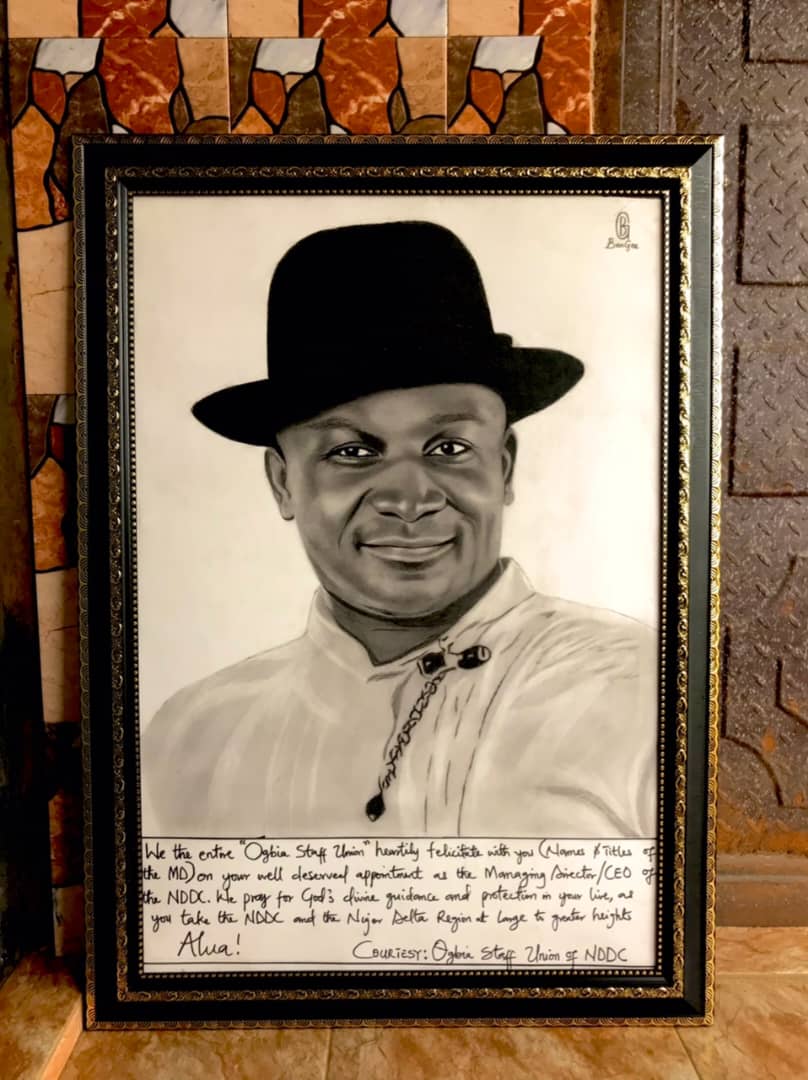 BG
BenGee
We the entire "Ogbia Staff Union" heartily felicitate with you (Names & Titles of
the MD) on your well deserved appointment as the Managing Director/CEO of
the NDDC. We pray for God's divine guidance and protection in your live, as
you take the NDDC and the Niger Delta Region at Large to greater heights
Alua!
COURTESY: Ogbia Staff Union of NDDC